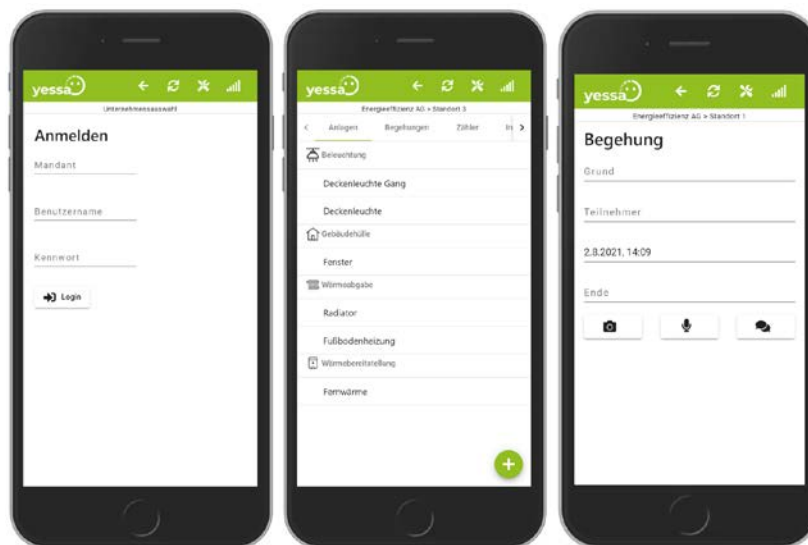 yessa
Unternehmensauswahl
Anmelden
Mandant
Benutzername
Kennwort
Login
yessa
Energieeffizienz AG > Standort 3
Anlagen Begehungen Zähler In
Beleuchtung
Deckenleuchte Gang
Deckenleuchte
Gebäudehülle
Fenster
Wärmeabgabe
Radiator
Fußbodenheizung
Wärmebereitstellung
Fernwärme
yessa
Energieeffizienz AG > Standort 1
Begehung
Grund
Teilnehmer
2.8.2021, 14:09
Ende